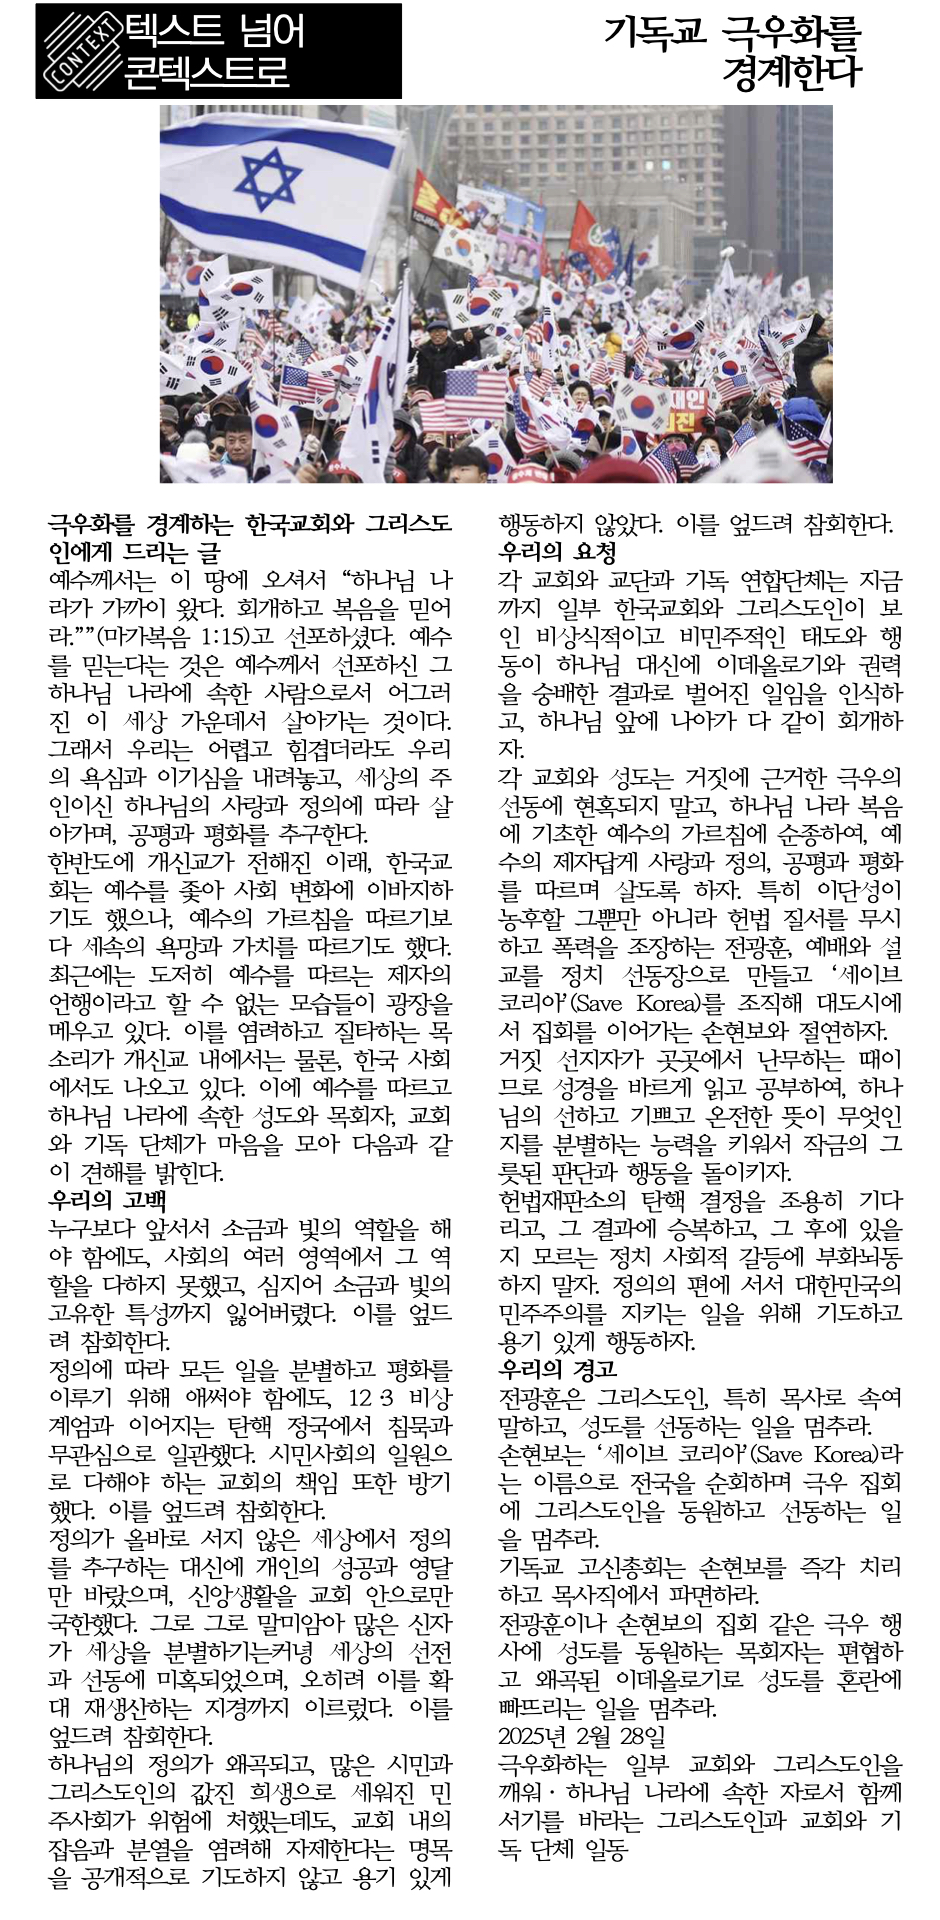 CONTEXT
텍스트 넘어
콘텍스트로
기독교 극우화를
경계한다
극우화를 경계하는 한국교회와 그리스도
인에게 드리는 글
예수께서는 이 땅에 오셔서 “하나님 나
라가 가까이 왔다. 회개하고 복음을 믿어
라.””(마가복음 1:15)고 선포하셨다. 예수
를 믿는다는 것은 예수께서 선포하신 그
하나님 나라에 속한 사람으로서 어그러
진 이 세상 가운데서 살아가는 것이다.
그래서 우리는 어렵고 힘겹더라도 우리
의 욕심과 이기심을 내려놓고, 세상의 주
인이신 하나님의 사랑과 정의에 따라 살
아가며, 공평과 평화를 추구한다.
한반도에 개신교가 전해진 이래, 한국교
회는 예수를 좇아 사회 변화에 이바지하
기도 했으나, 예수의 가르침을 따르기보
다 세속의 욕망과 가치를 따르기도 했다.
최근에는 도저히 예수를 따르는 제자의
언행이라고 할 수 없는 모습들이 광장을
메우고 있다. 이를 염려하고 질타하는 목
소리가 개신교 내에서는 물론, 한국 사회
에서도 나오고 있다. 이에 예수를 따르고
하나님 나라에 속한 성도와 목회자, 교회
와 기독 단체가 마음을 모아 다음과 같
이 견해를 밝힌다.
우리의 고백
누구보다 앞서서 소금과 빛의 역할을 해
야 함에도, 사회의 여러 영역에서 그 역
할을 다하지 못했고, 심지어 소금과 빛의
고유한 특성까지 잃어버렸다. 이를 엎드
려 참회한다.
정의에 따라 모든 일을 분별하고 평화를
이루기 위해 애써야 함에도, 12·3 비상
계엄과 이어지는 탄핵 정국에서 침묵과
무관심으로 일관했다. 시민사회의 일원으
로 다해야 하는 교회의 책임 또한 방기
했다. 이를 엎드려 참회한다.
정의가 올바로 서지 않은 세상에서 정의
를 추구하는 대신에 개인의 성공과 영달
만 바랐으며, 신앙생활을 교회 안으로만
국한했다. 그로 그로 말미암아 많은 신자
가 세상을 분별하기는커녕 세상의 선전
과 선동에 미혹되었으며, 오히려 이를 확
대 재생산하는 지경까지 이르렀다. 이를
엎드려 참회한다.
하나님의 정의가 왜곡되고, 많은 시민과
그리스도인의 값진 희생으로 세워진 민
주사회가 위험에 처했는데도, 교회 내의
잡음과 분열을 염려해 자제한다는 명목
을 공개적으로 기도하지 않고 용기 있게
행동하지 않았다. 이를 엎드려 참회한다.
우리의 요청
각 교회와 교단과 기독 연합단체는 지금
까지 일부 한국교회와 그리스도인이 보
인 비상식적이고 비민주적인 태도와 행
동이 하나님 대신에 이데올로기와 권력
을 숭배한 결과로 벌어진 일임을 인식하
고, 하나님 앞에 나아가 다 같이 회개하
자.
각 교회와 성도는 거짓에 근거한 극우의
선동에 현혹되지 말고, 하나님 나라 복음
에 기초한 예수의 가르침에 순종하여, 예
수의 제자답게 사랑과 정의, 공평과 평화
를 따르며 살도록 하자. 특히 이단성이
농후할 그뿐만 아니라 헌법 질서를 무시
하고 폭력을 조장하는 전광훈, 예배와 설
교를 정치 선동장으로 만들고 ‘세이브
코리아’(Save Korea)를 조직해 대도시에
서 집회를 이어가는 손현보와 절연하자.
거짓 선지자가 곳곳에서 난무하는 때이
므로 성경을 바르게 읽고 공부하여, 하나
님의 선하고 기쁘고 온전한 뜻이 무엇인
지를 분별하는 능력을 키워서 작금의 그
릇된 판단과 행동을 돌이키자.
헌법재판소의 탄핵 결정을 조용히 기다
리고, 그 결과에 승복하고, 그 후에 있을
지 모르는 정치 사회적 갈등에 부화뇌동
하지 말자. 정의의 편에 서서 대한민국의
민주주의를 지키는 일을 위해 기도하고
용기 있게 행동하자.
우리의 경고
전광훈은 그리스도인, 특히 목사로 속여
말하고, 성도를 선동하는 일을 멈추라.
손현보는 ‘세이브 코리아’(Save Korea)라
는 이름으로 전국을 순회하며 극우 집회
에 그리스도인을 동원하고 선동하는 일
을 멈추라.
기독교 고신총회는 손현보를 즉각 치리
하고 목사직에서 파면하라.
전광훈이나 손현보의 집회 같은 극우 행
사에 성도를 동원하는 목회자는 편협하
고 왜곡된 이데올로기로 성도를 혼란에
빠뜨리는 일을 멈추라.
2025년 2월 28일
극우화하는 일부 교회와 그리스도인을
깨워·하나님 나라에 속한 자로서 함께
서기를 바라는 그리스도인과 교회와 기
독 단체 일동